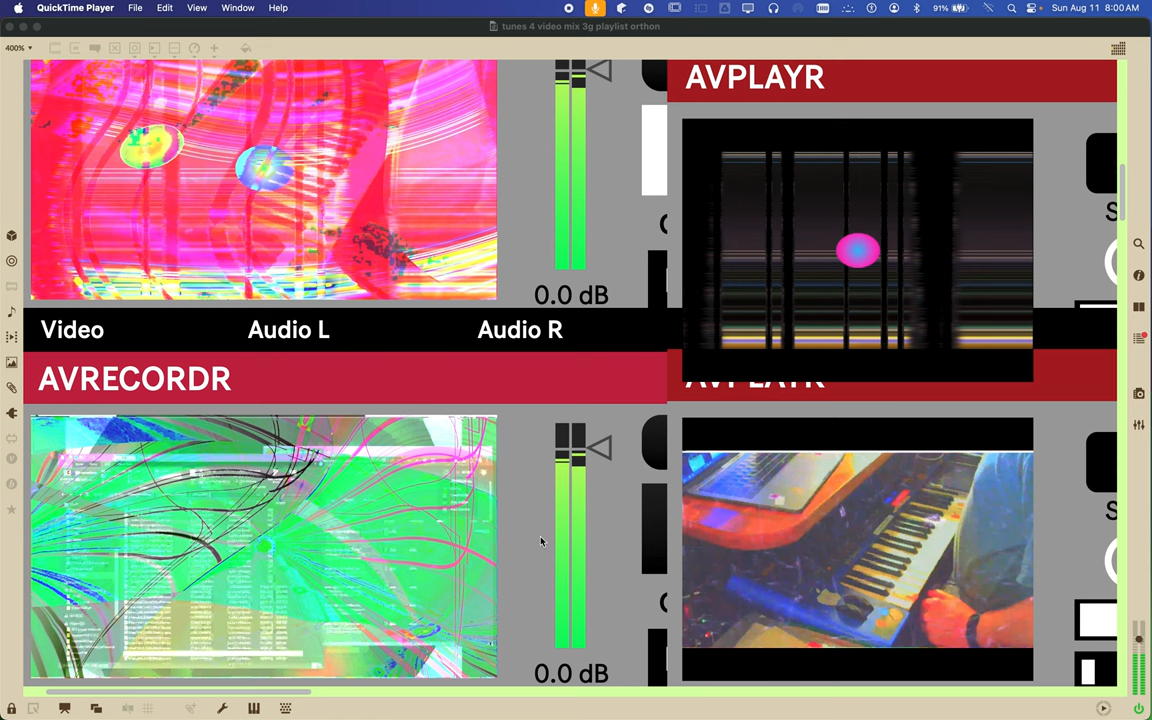 QuickTime Player File Edit View Window Help 91% Sun Aug 11 8:00 AM
tunes 4 video mix 3g playlist orthon
400%
AVPLAYR
0.0 dB
Video Audio L Audio R
AVRECORDR
AVPLAYR
0.0 dB